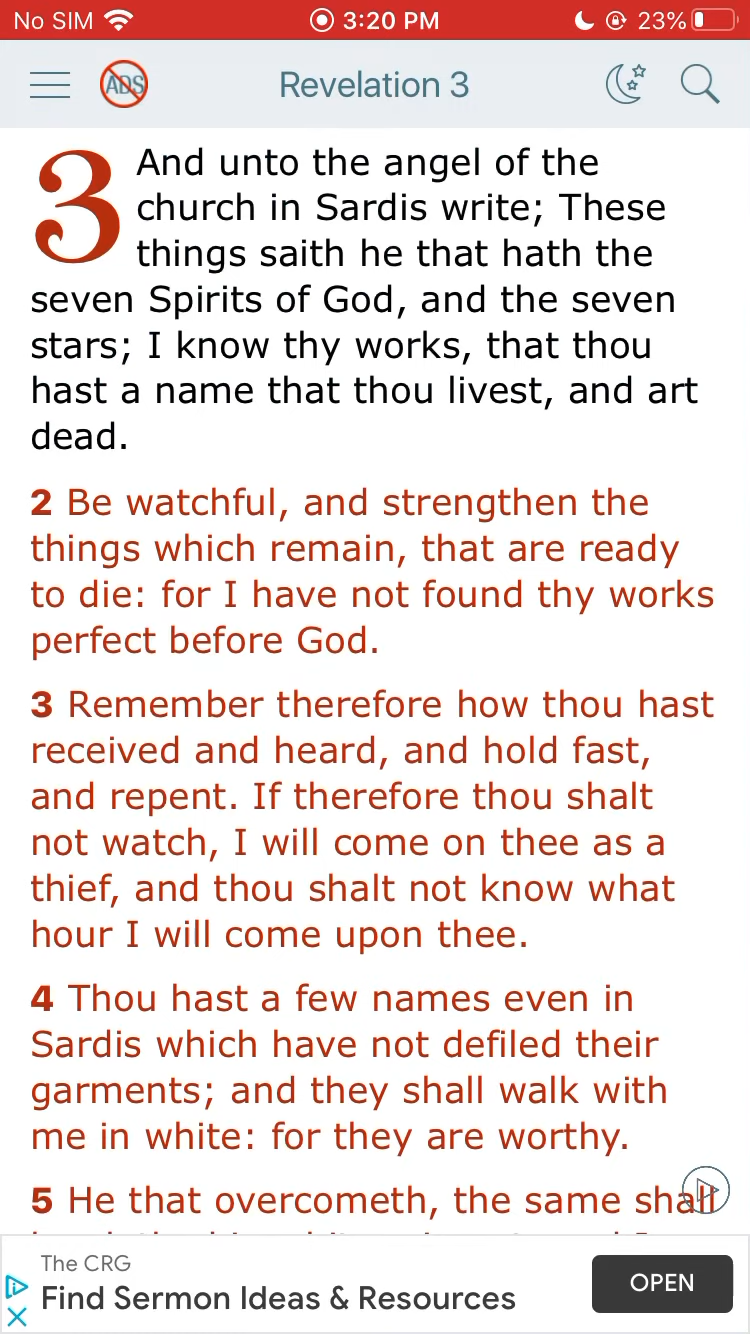 No SIM 3:20 PM 23%
ADS Revelation 3
3 And unto the angel of the
church in Sardis write; These
things saith he that hath the
seven Spirits of God, and the seven
stars; I know thy works, that thou
hast a name that thou livest, and art
dead.
2 Be watchful, and strengthen the
things which remain, that are ready
to die: for I have not found thy works
perfect before God.
3 Remember therefore how thou hast
received and heard, and hold fast,
and repent. If therefore thou shalt
not watch, I will come on thee as a
thief, and thou shalt not know what
hour I will come upon thee.
4 Thou hast a few names even in
Sardis which have not defiled their
garments; and they shall walk with
me in white: for they are worthy.
5 He that overcometh, the same shall
The CRG
Find Sermon Ideas & Resources
OPEN